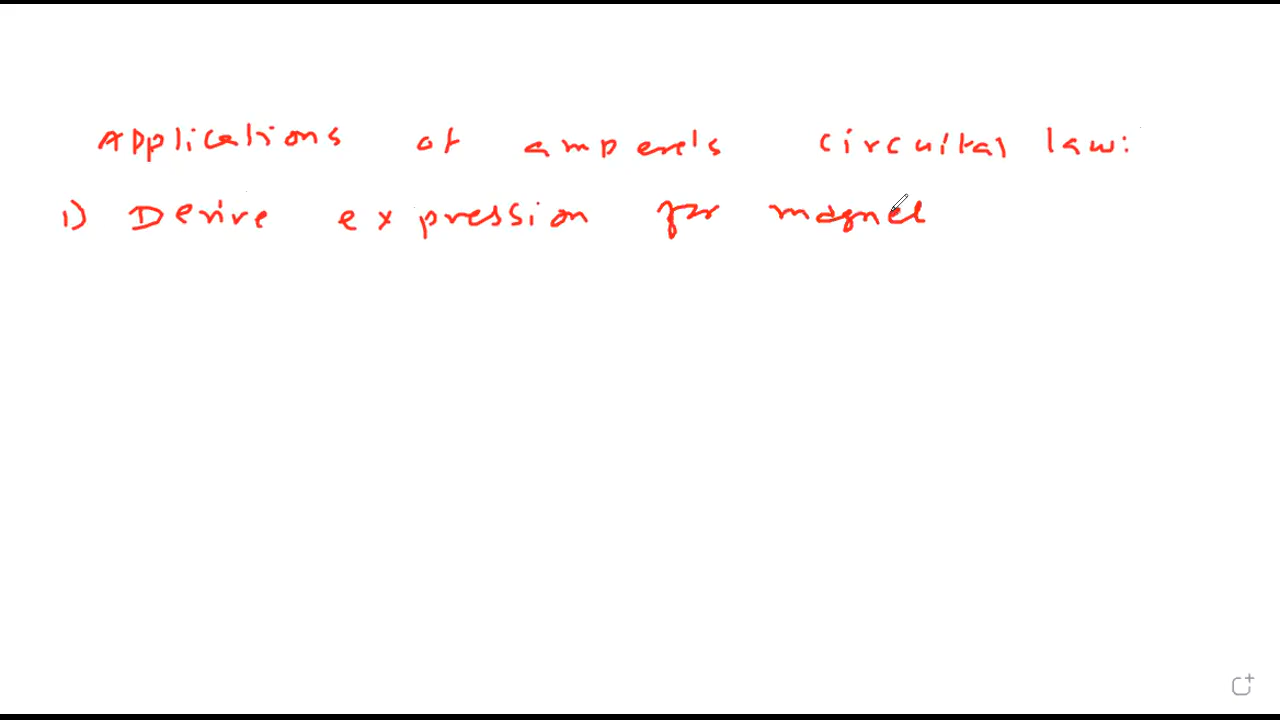 Applications of ampere's circuital law:
1) Derive expression for magnet